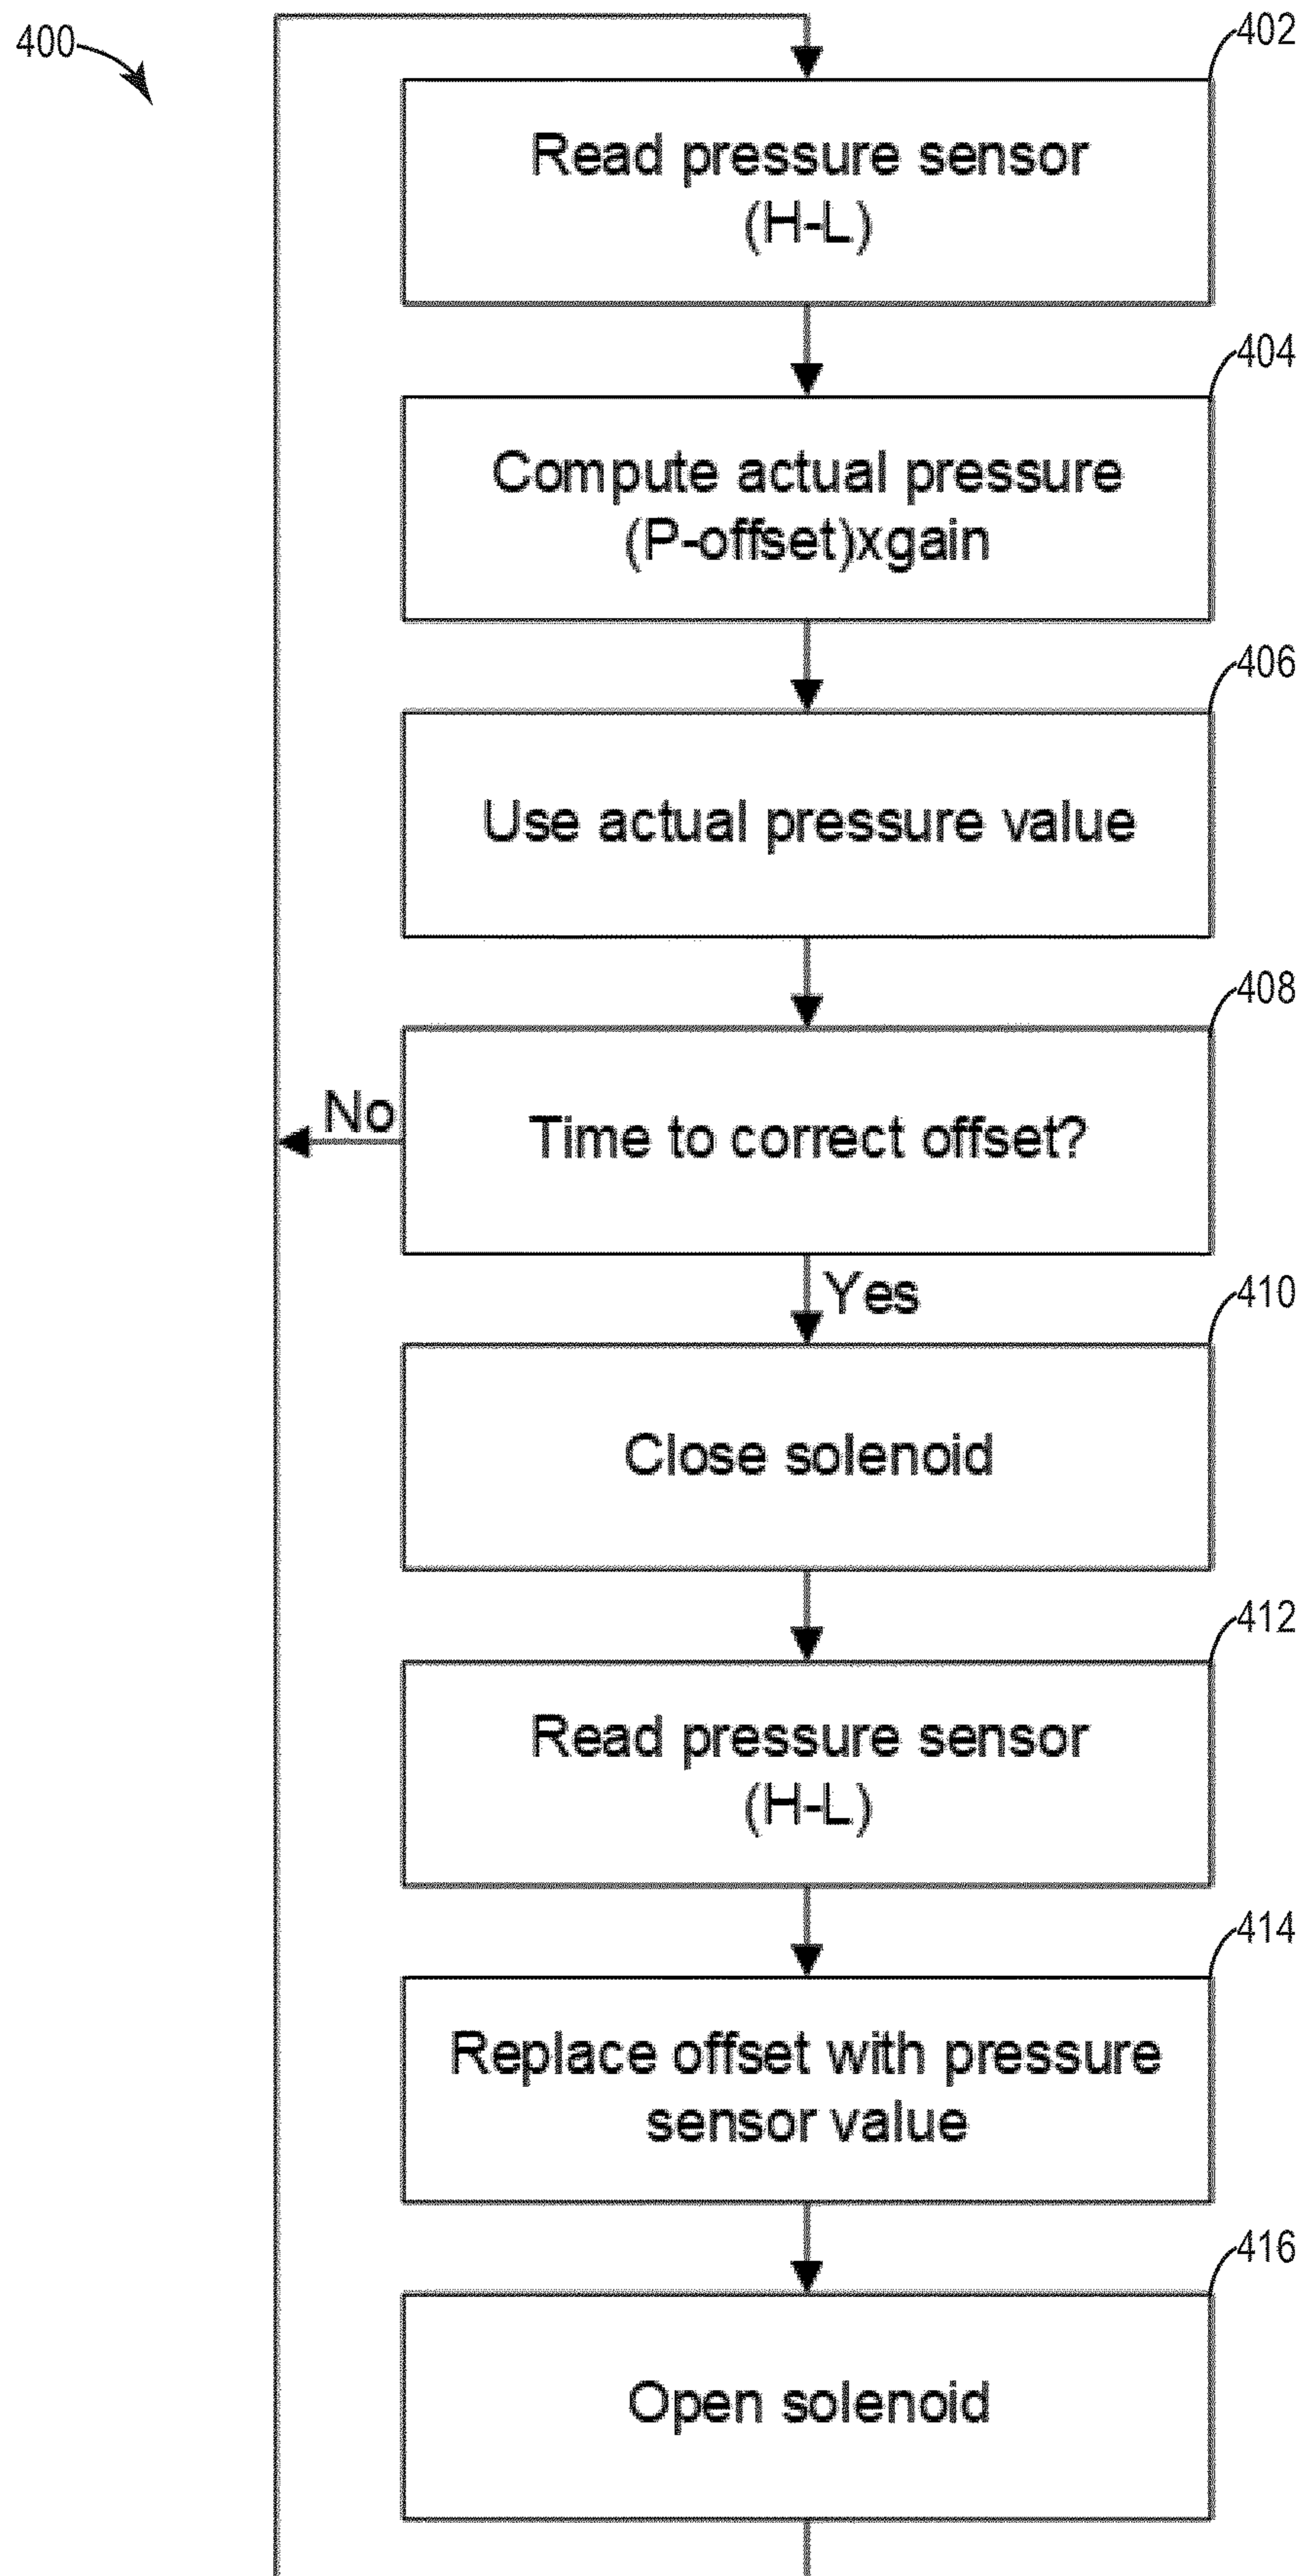 400
402
Read pressure sensor
(H-L)
404
Compute actual pressure
(P-offset)xgain
406
Use actual pressure value
408
Time to correct offset?
No
Yes
410
Close solenoid
412
Read pressure sensor
(H-L)
414
Replace offset with pressure
sensor value
416
Open solenoid